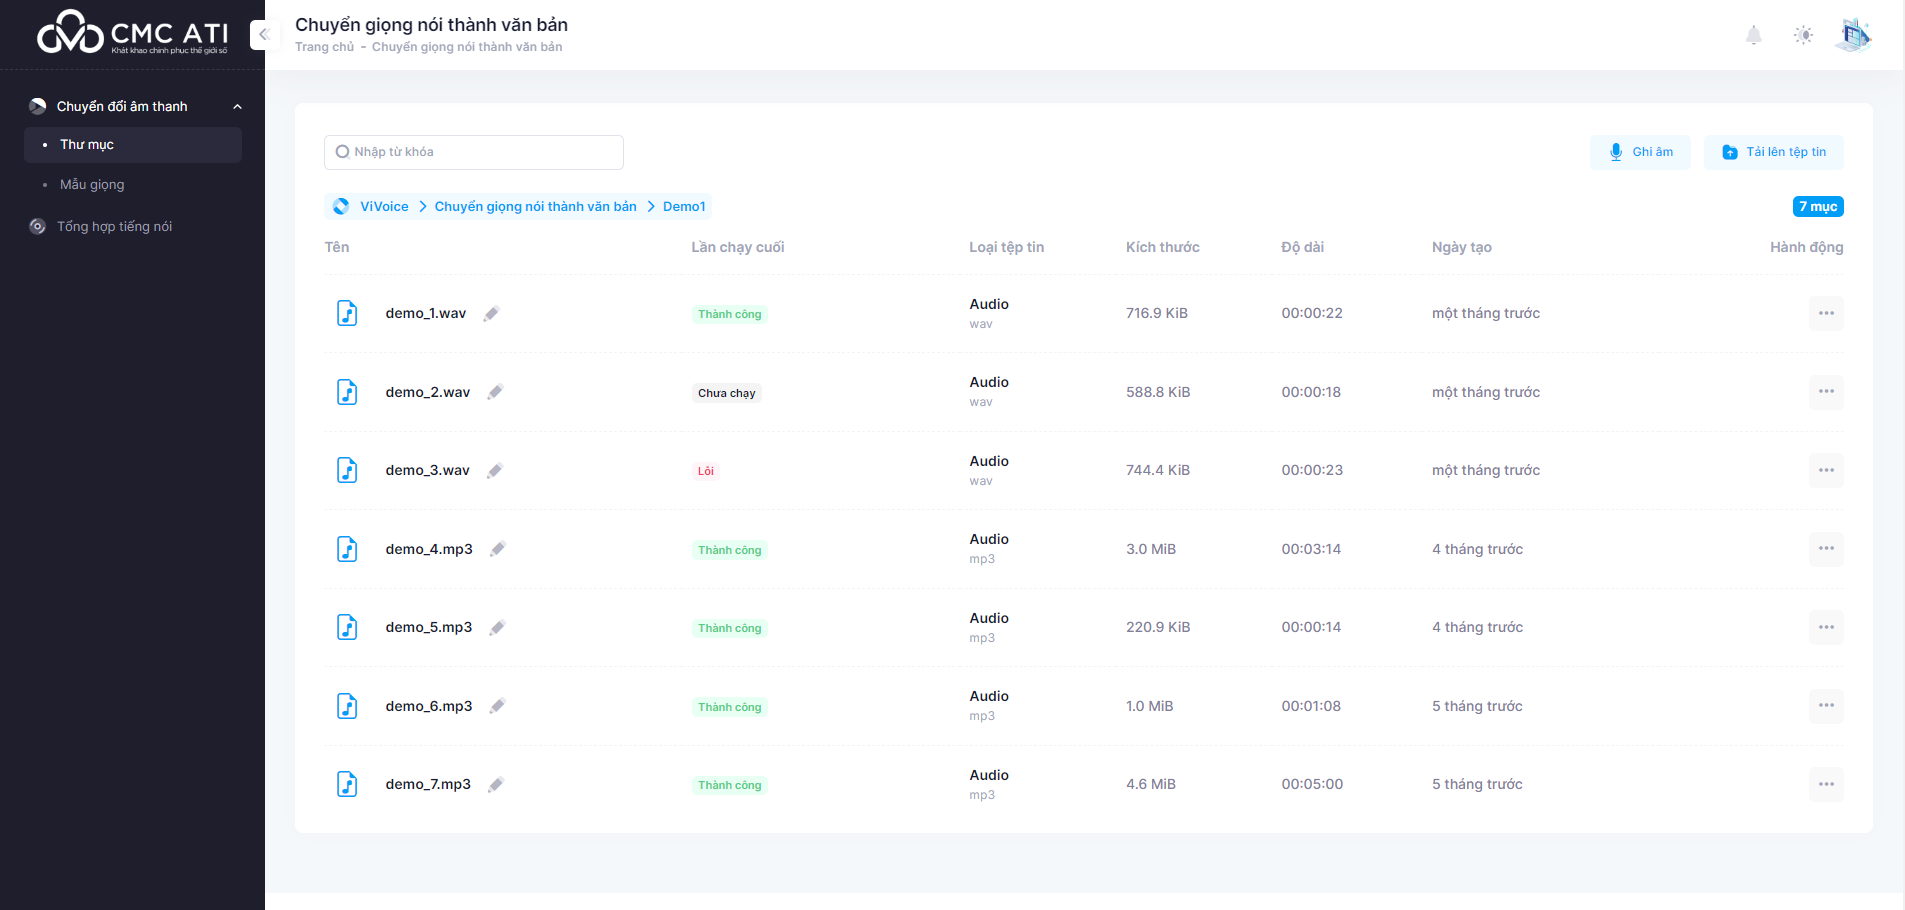 CMC ATI
Khát khao chinh phục thế giới số
Chuyển giọng nói thành văn bản
Trang chủ - Chuyển giọng nói thành văn bản
Chuyển đổi âm thanh
Thư mục
Mẫu giọng
Tổng hợp tiếng nói
Nhập từ khóa
Ghi âm
Tải lên tệp tin
ViVoice > Chuyển giọng nói thành văn bản > Demo1
7 mục
Tên Lần chạy cuối Loại tệp tin Kích thước Độ dài Ngày tạo Hành động
demo_1.wav Thành công Audio wav 716.9 KiB 00:00:22 một tháng trước
demo_2.wav Chưa chạy Audio wav 588.8 KiB 00:00:18 một tháng trước
demo_3.wav Lỗi Audio wav 744.4 KiB 00:00:23 một tháng trước
demo_4.mp3 Thành công Audio mp3 3.0 MiB 00:03:14 4 tháng trước
demo_5.mp3 Thành công Audio mp3 220.9 KiB 00:00:14 4 tháng trước
demo_6.mp3 Thành công Audio mp3 1.0 MiB 00:01:08 5 tháng trước
demo_7.mp3 Thành công Audio mp3 4.6 MiB 00:05:00 5 tháng trước